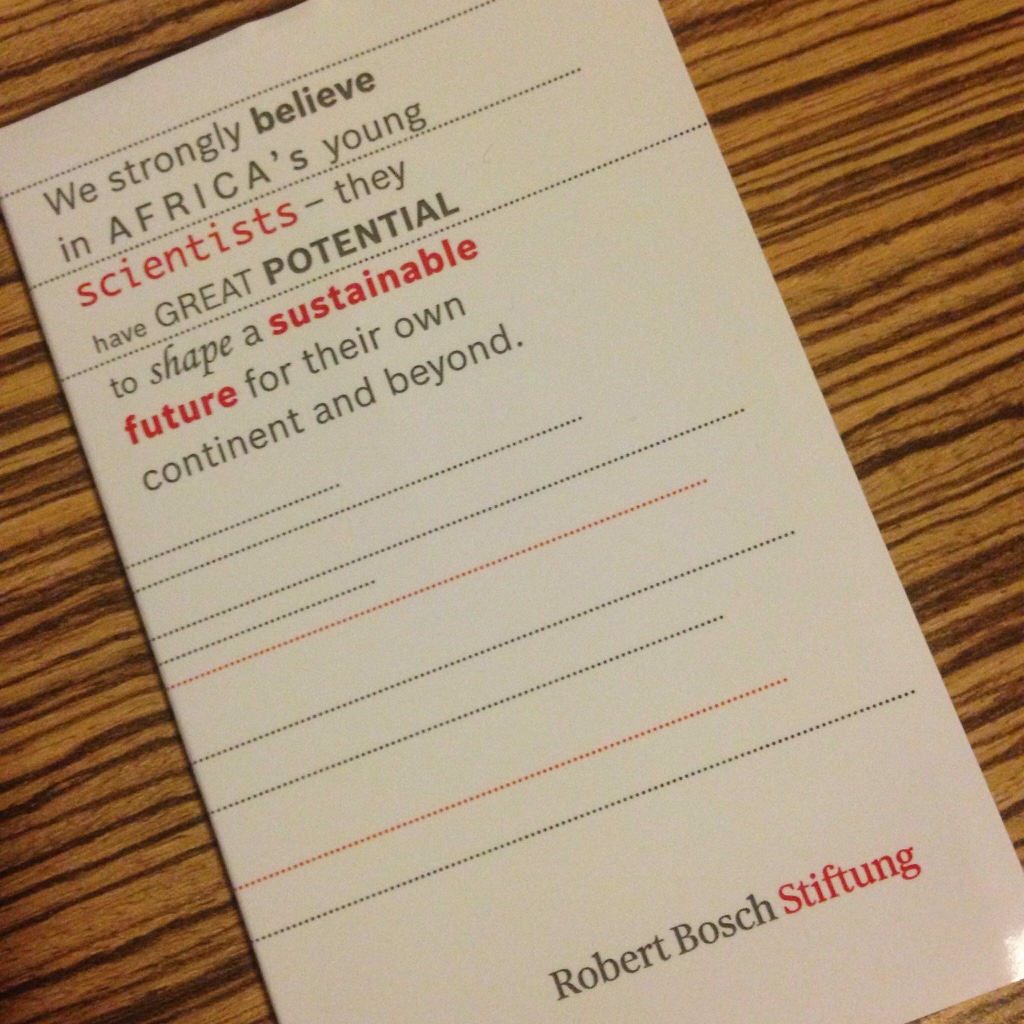 We strongly believe
in AFRICA's young
scientists – they
have GREAT POTENTIAL
to shape a sustainable
future for their own
continent and beyond.
Robert Bosch Stiftung